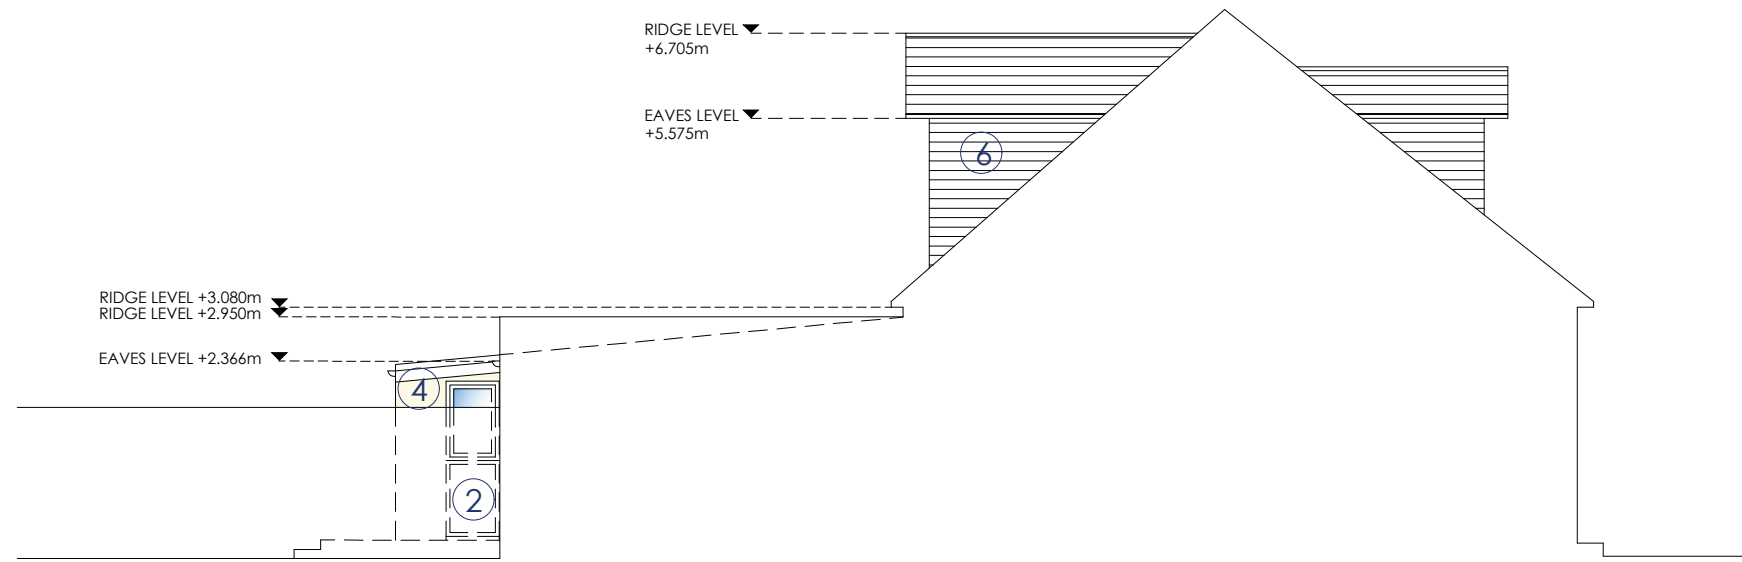 RIDGE LEVEL
+6.705m
EAVES LEVEL
+5.575m
6
RIDGE LEVEL +3.080m
RIDGE LEVEL +2.950m
EAVES LEVEL +2.366m
4
2